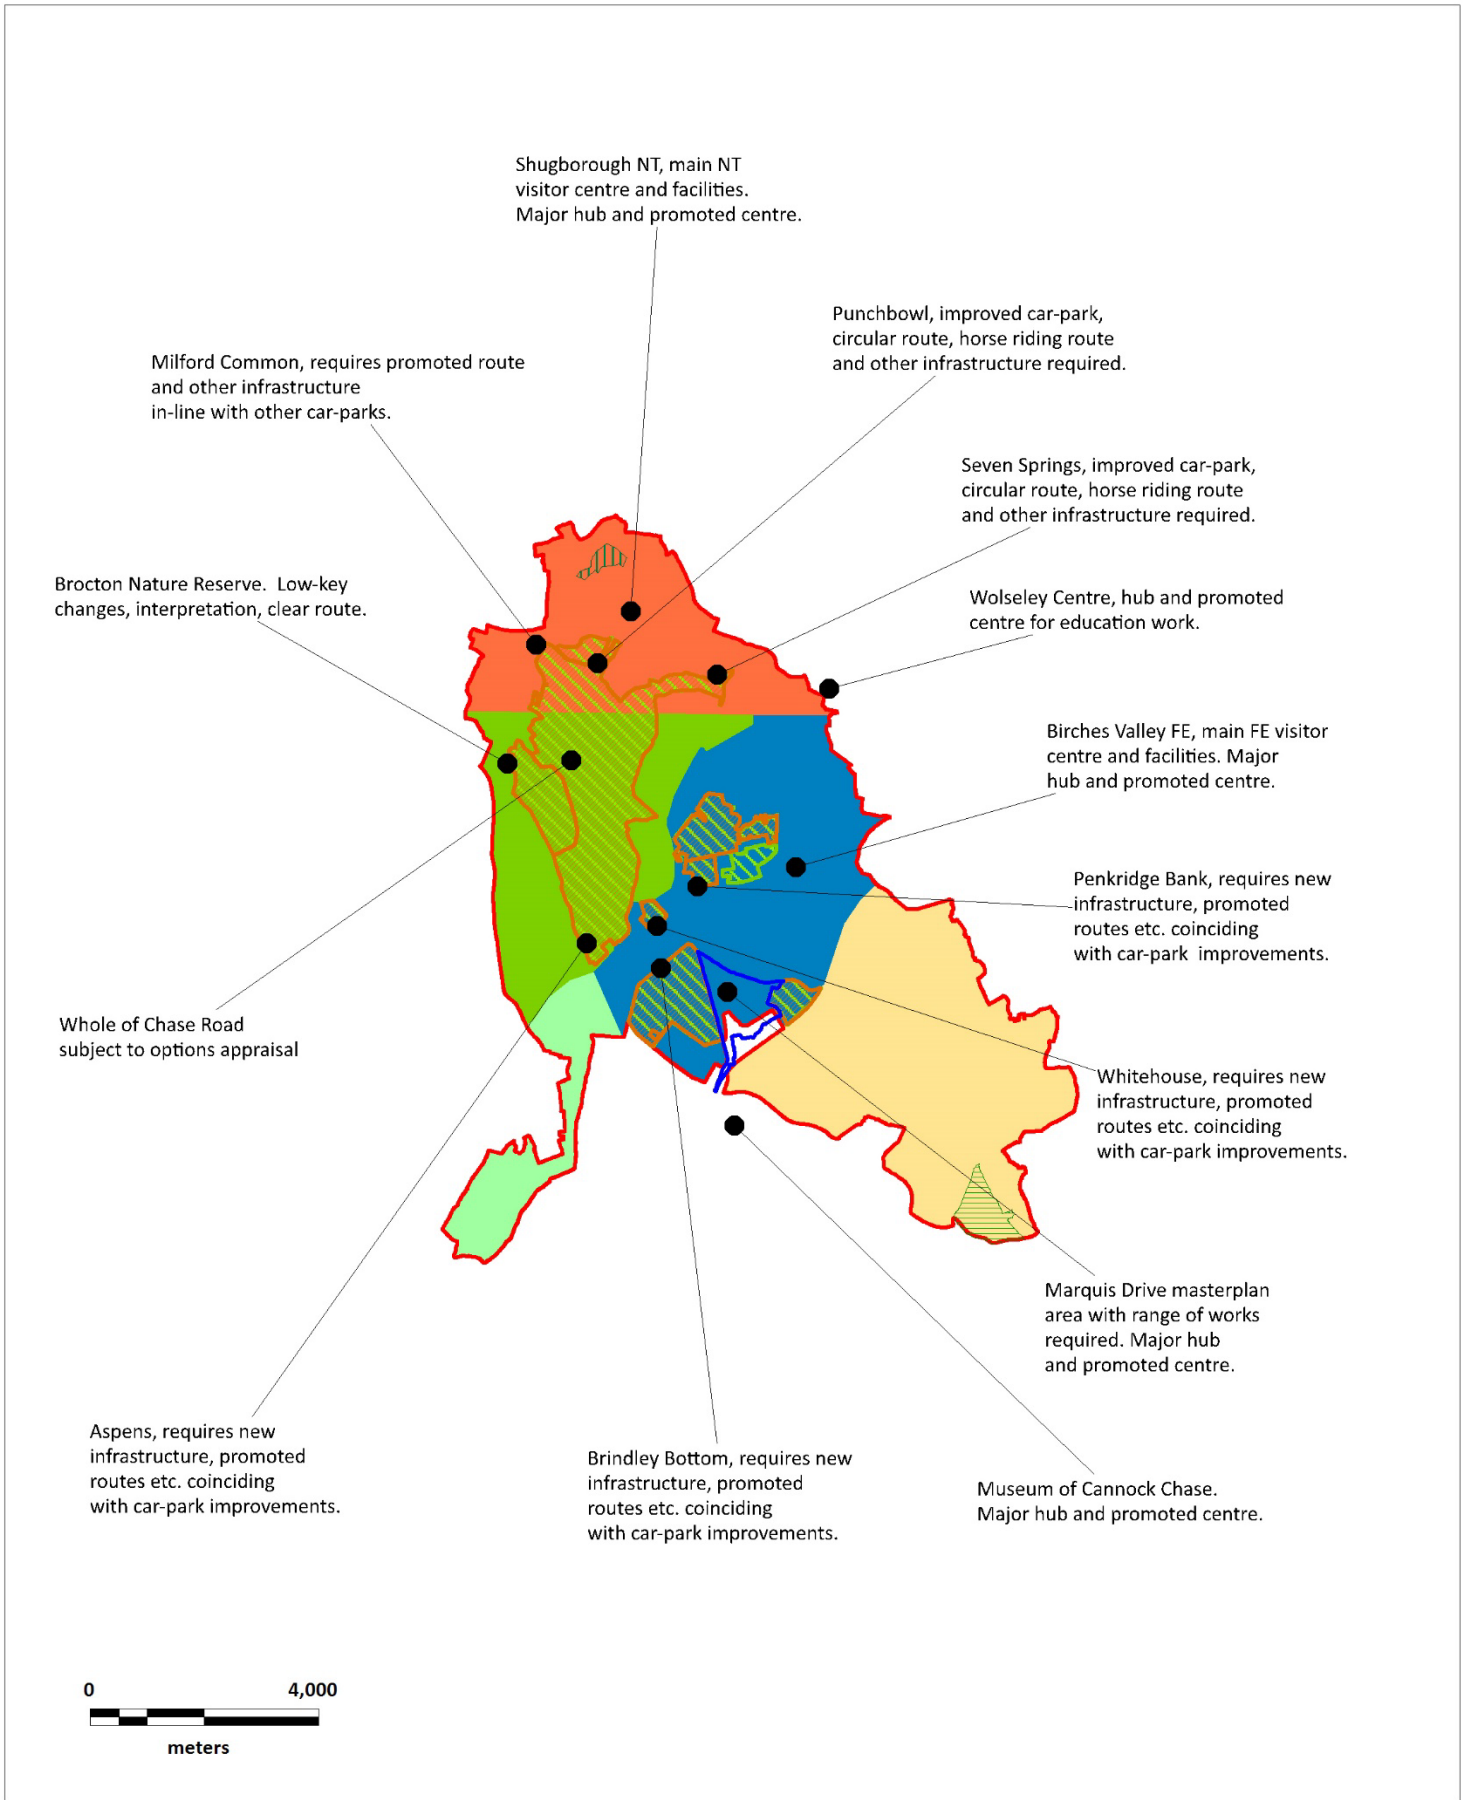 Shugborough NT, main NT
visitor centre and facilities.
Major hub and promoted centre.
Punchbowl, improved car-park,
circular route, horse riding route
and other infrastructure required.
Milford Common, requires promoted route
and other infrastructure
in-line with other car-parks.
Seven Springs, improved car-park,
circular route, horse riding route
and other infrastructure required.
Brocton Nature Reserve. Low-key
changes, interpretation, clear route.
Wolseley Centre, hub and promoted
centre for education work.
Birches Valley FE, main FE visitor
centre and facilities. Major
hub and promoted centre.
Penkridge Bank, requires new
infrastructure, promoted
routes etc. coinciding
with car-park improvements.
Whole of Chase Road
subject to options appraisal
Whitehouse, requires new
infrastructure, promoted
routes etc. coinciding
with car-park improvements.
Marquis Drive masterplan
area with range of works
required. Major hub
and promoted centre.
Aspens, requires new
infrastructure, promoted
routes etc. coinciding
with car-park improvements.
Brindley Bottom, requires new
infrastructure, promoted
routes etc. coinciding
with car-park improvements.
Museum of Cannock Chase.
Major hub and promoted centre.
0 4,000
meters